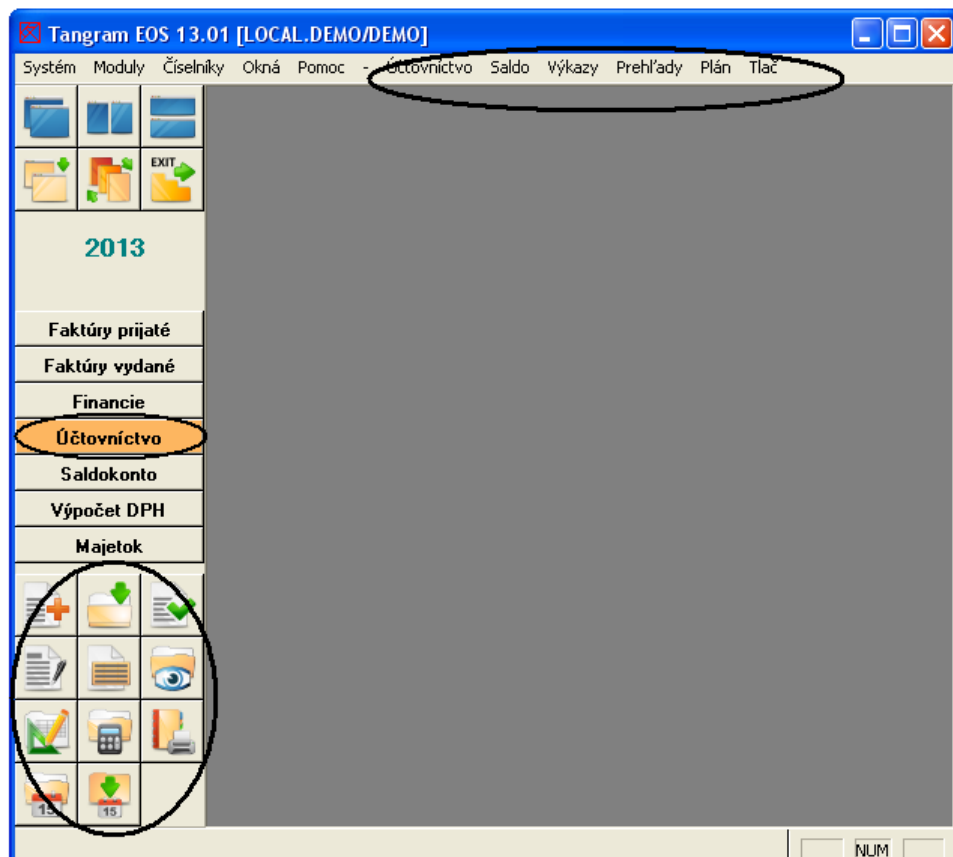 Tangram EOS 13.01 [LOCAL.DEMO/DEMO]
Systém Moduly Číselníky Okná Pomoc - Účtovníctvo Saldo Výkazy Prehľady Plán Tlač
EXIT
2013
Faktúry prijaté
Faktúry vydané
Financie
Účtovníctvo
Saldokonto
Výpočet DPH
Majetok
15
15
NUM